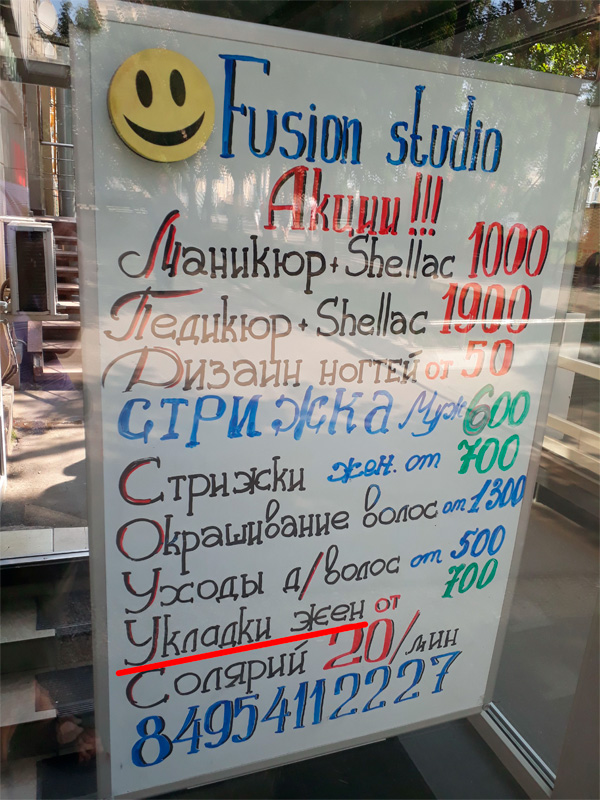 Fusion studio
Акции!!!
Маникюр + Shellac 1000
Педикюр + Shellac 1900
Дизайн ногтей от 50
СТРИЖКА Муж 600
Стрижки жен. от 700
Окрашивание волос от 1300
Уходы д/волос от 500
Укладки жен от 700
Солярий 20/мин
84954112227